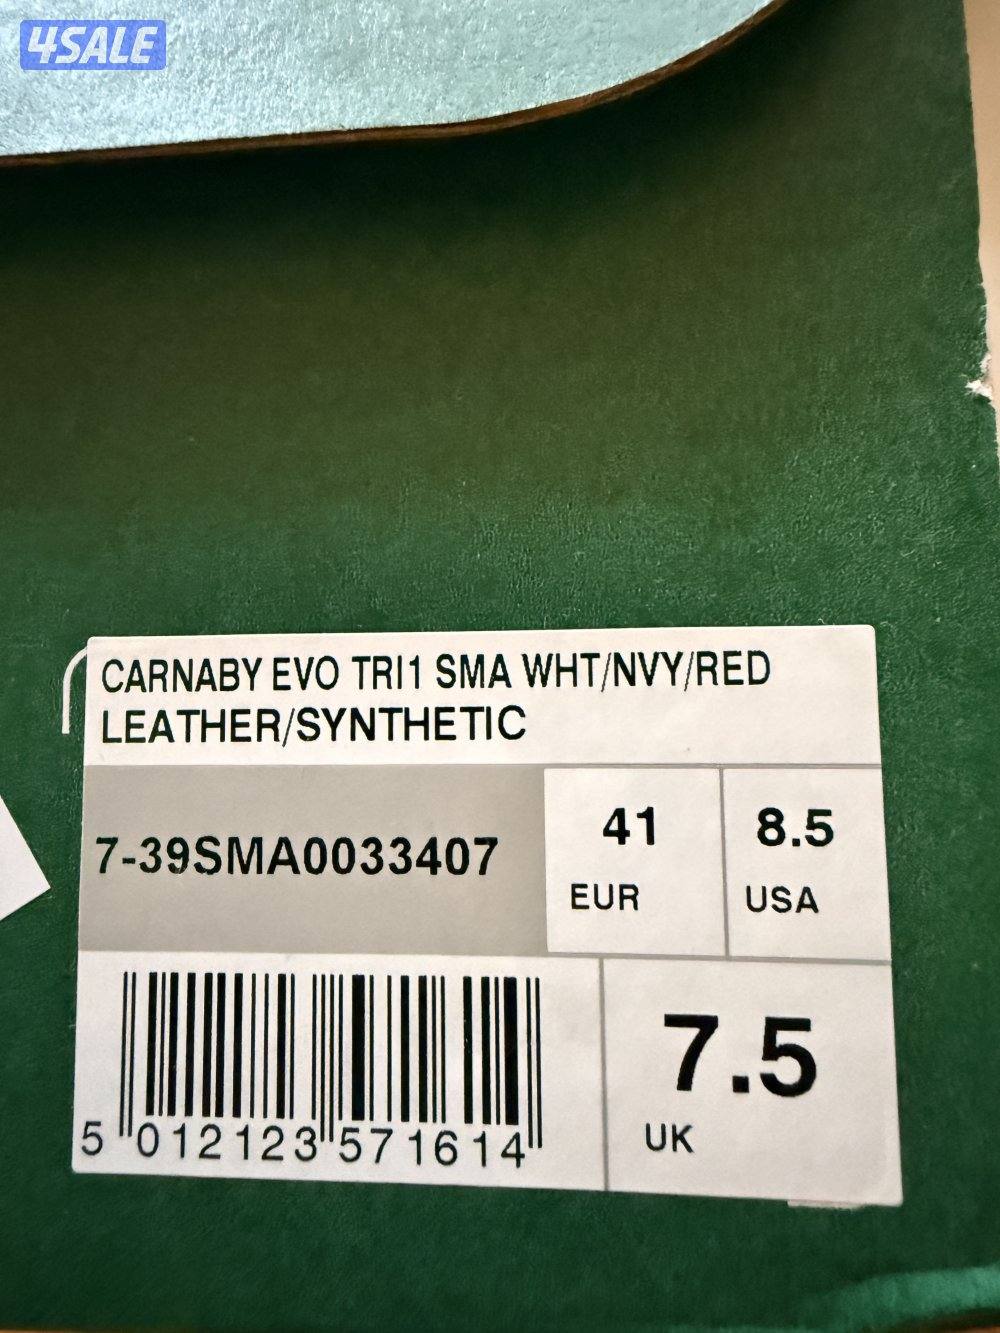 4SALE
CARNABY EVO TRI1 SMA WHT/NVY/RED
LEATHER/SYNTHETIC
7-39SMA0033407
41
EUR
8.5
USA
5 012123 571614
7.5
UK